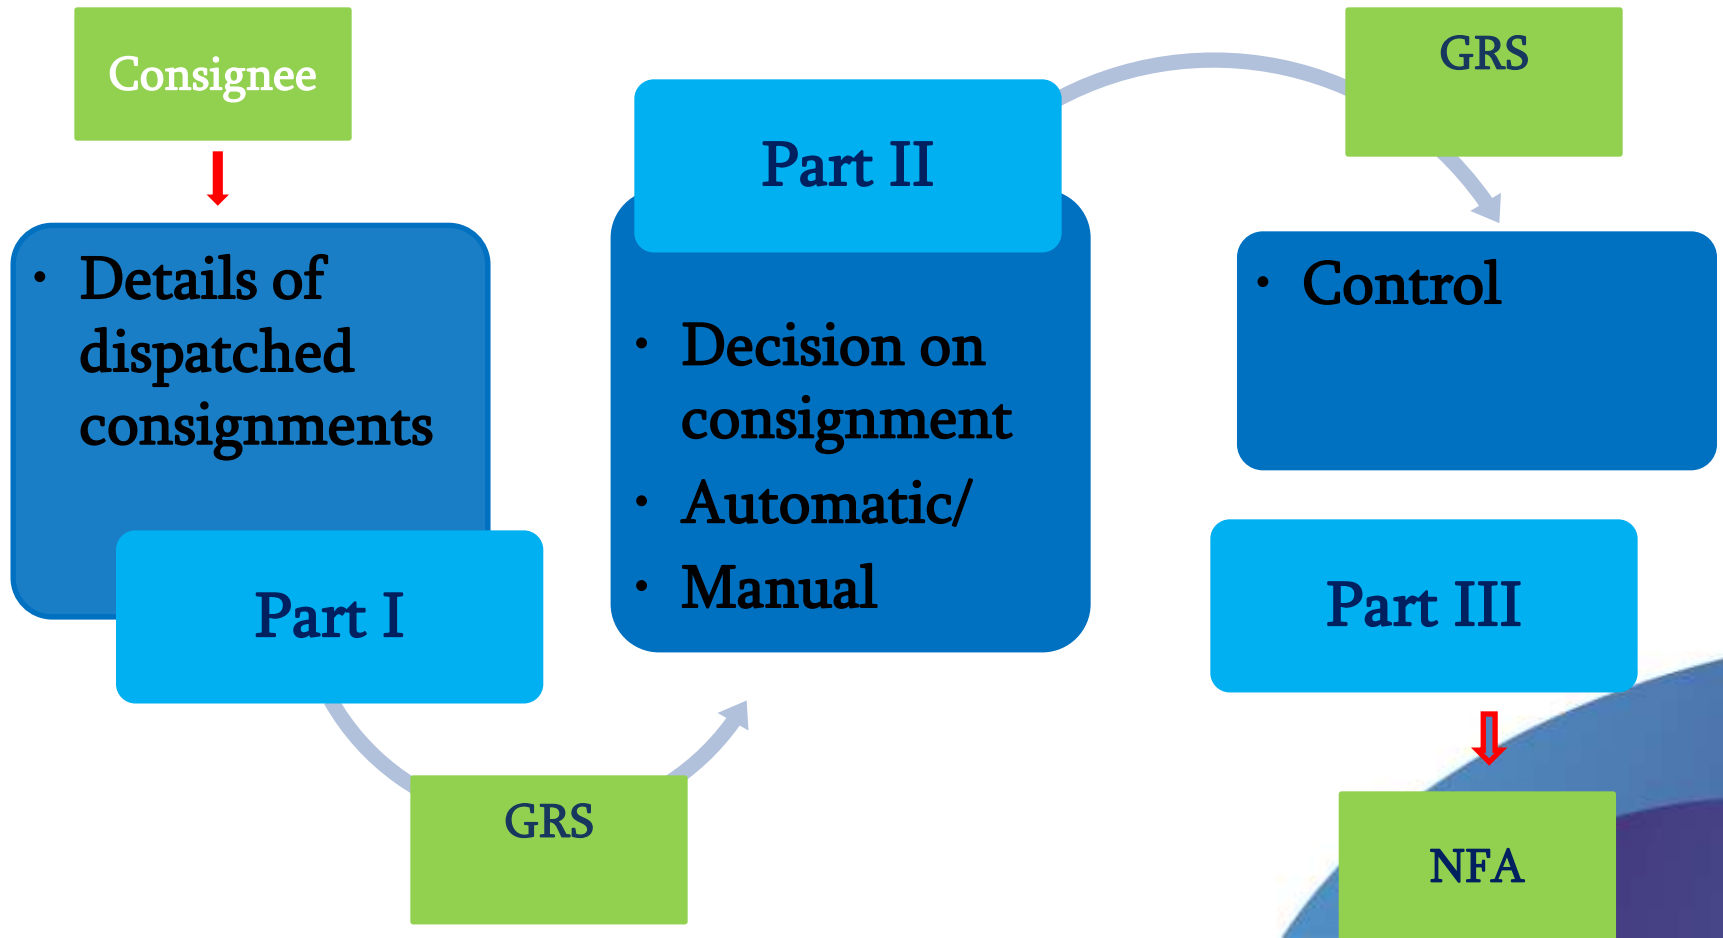 Consignee
• Details of
dispatched
consignments
Part I
GRS
Part II
• Decision on
consignment
• Automatic/
• Manual
GRS
• Control
Part III
NFA